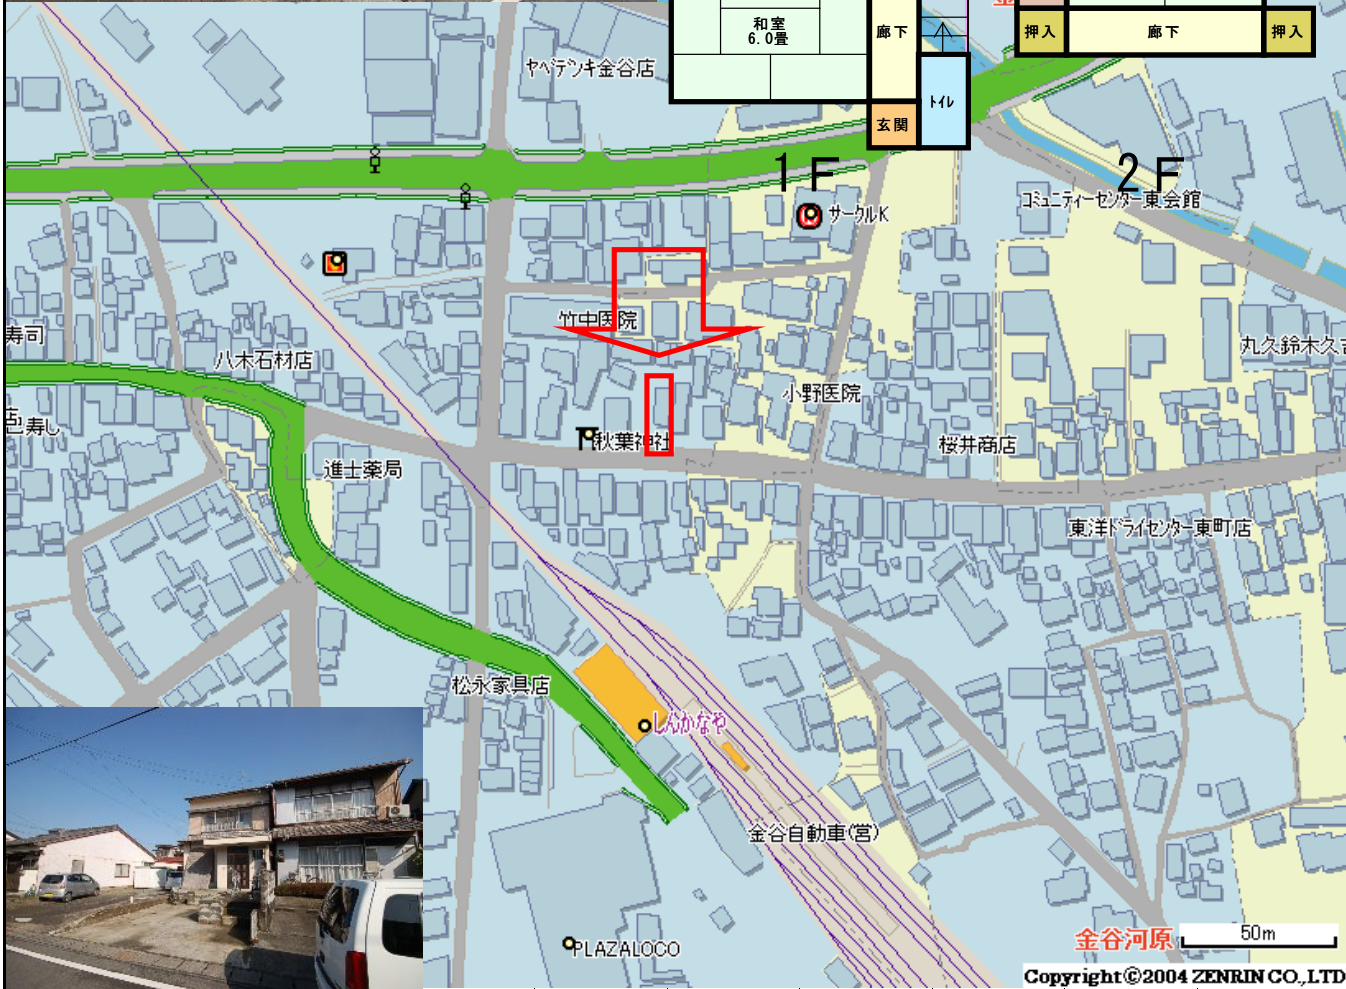 和室
6.0畳
廊下
押入
廊下
押入
トイレ
玄関
ヤベデンキ金谷店
1F
2F
サークルK
コミュニティーセンター東会館
竹中医院
寿司
八木石材店
丸久鈴木久吉
小野医院
寿し
秋葉神社
桜井商店
進士薬局
東洋ドライセンター東町店
松永家具店
しんかなや
金谷自動車(営)
PLAZALOCO
金谷河原
50m
Copyright©2004 ZENRIN CO.,LTD